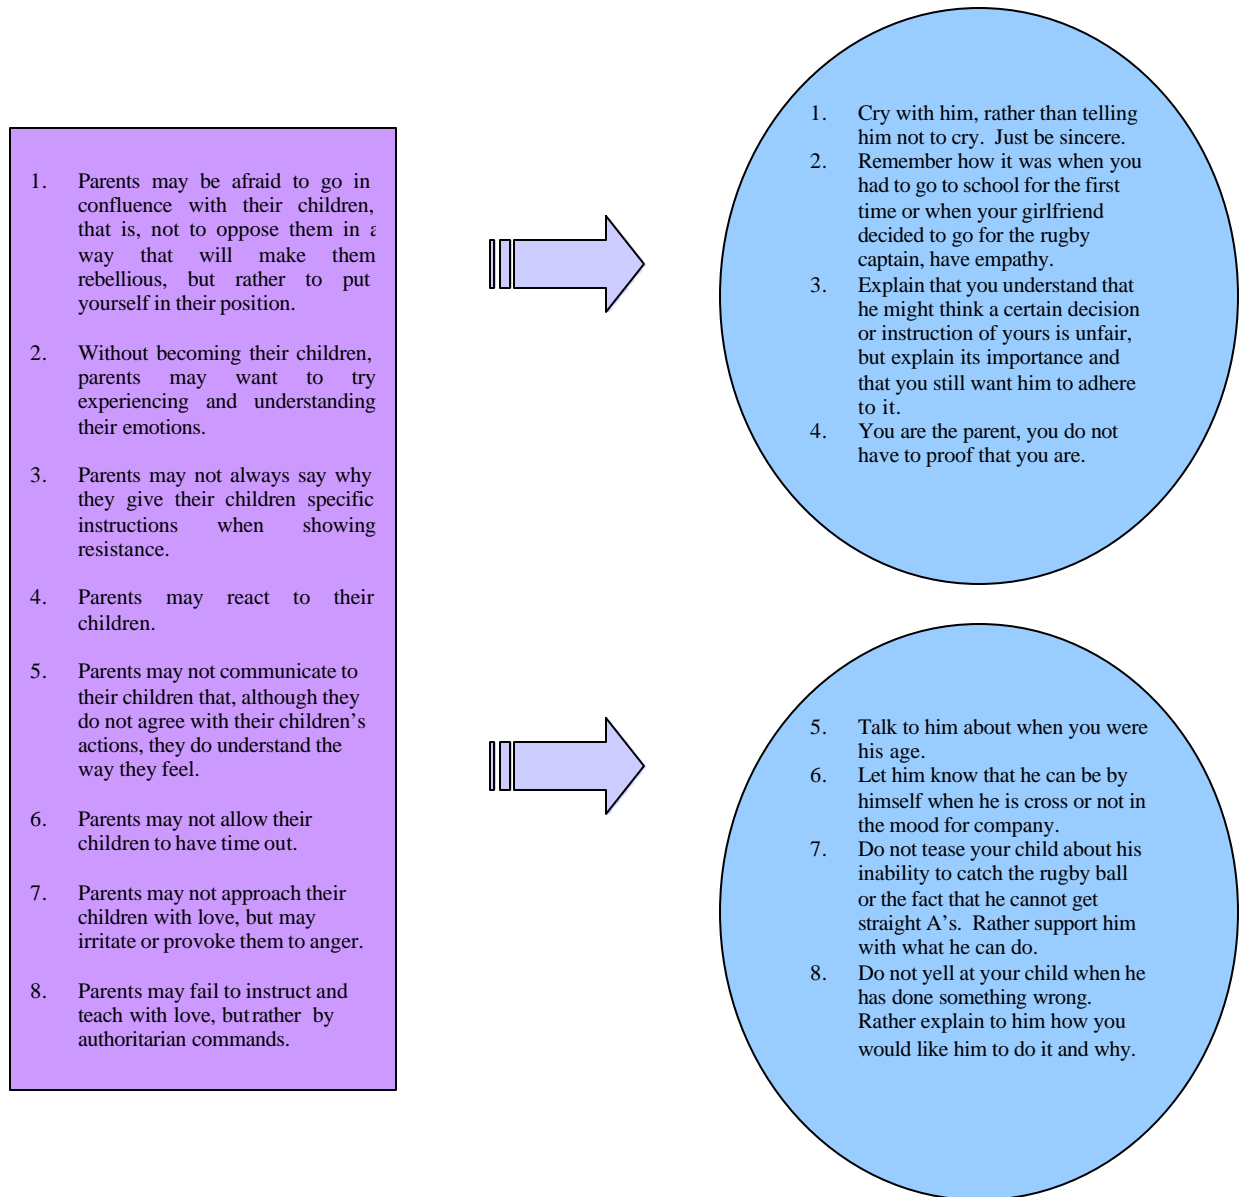 1. Parents may be afraid to go in
confluence with their children,
that is, not to oppose them in a
way that will make them
rebellious, but rather to put
yourself in their position.
2. Without becoming their children,
parents may want to try
experiencing and understanding
their emotions.
3. Parents may not always say why
they give their children specific
instructions when showing
resistance.
4. Parents may react to their
children.
5. Parents may not communicate to
their children that, although they
do not agree with their children’s
actions, they do understand the
way they feel.
6. Parents may not allow their
children to have time out.
7. Parents may not approach their
children with love, but may
irritate or provoke them to anger.
8. Parents may fail to instruct and
teach with love, but rather by
authoritarian commands.
1. Cry with him, rather than telling
him not to cry. Just be sincere.
2. Remember how it was when you
had to go to school for the first
time or when your girlfriend
decided to go for the rugby
captain, have empathy.
3. Explain that you understand that
he might think a certain decision
or instruction of yours is unfair,
but explain its importance and
that you still want him to adhere
to it.
4. You are the parent, you do not
have to proof that you are.
5. Talk to him about when you were
his age.
6. Let him know that he can be by
himself when he is cross or not in
the mood for company.
7. Do not tease your child about his
inability to catch the rugby ball
or the fact that he cannot get
straight A’s. Rather support him
with what he can do.
8. Do not yell at your child when he
has done something wrong.
Rather explain to him how you
would like him to do it and why.